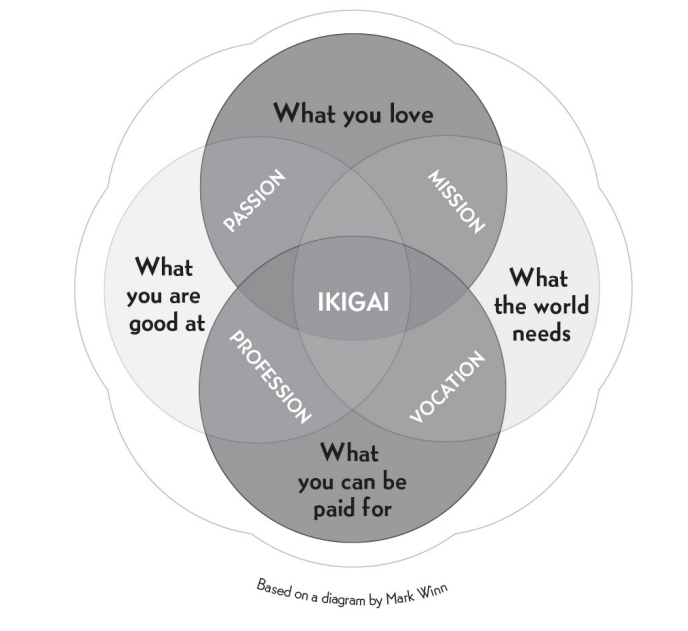 What you love
PASSION
MISSION
What
you are
good at
What
the world
needs
IKIGAI
PROFESSION
VOCATION
What
you can be
paid for
Based on a diagram by Mark Winn